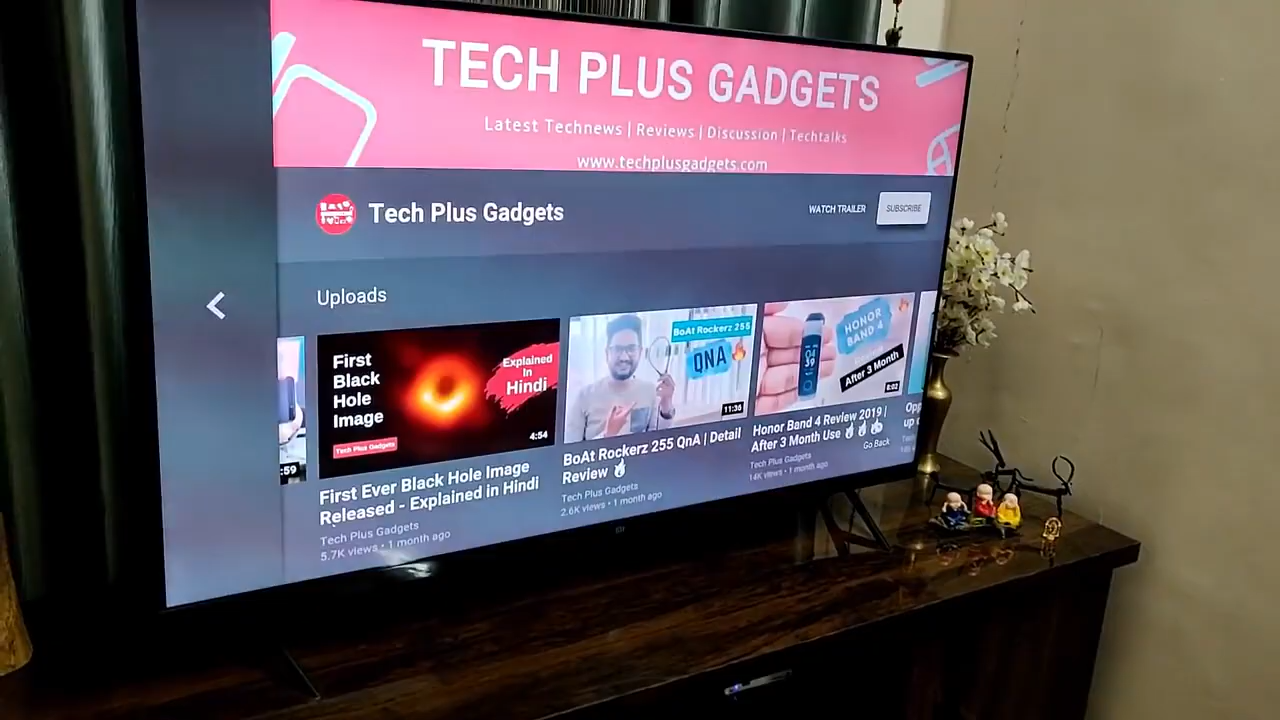 TECH PLUS GADGETS
Latest Technews | Reviews | Discussion | Techtalks
www.techplusgadgets.com
Tech Plus Gadgets
WATCH TRAILER
SUBSCRIBE
Uploads
:59
First
Black
Hole
Image
Explained
In
Hindi
Tech Plus Gadgets
4:54
First Ever Black Hole Image
Released - Explained in Hindi
Tech Plus Gadgets
5.7K views • 1 month ago
BoAt Rockerz 255
QNA
11:36
BoAt Rockerz 255 QnA | Detail
Review
Tech Plus Gadgets
2.6K views • 1 month ago
HONOR
BAND 4
After 3 Month
8:02
Honor Band 4 Review 2019 |
After 3 Month Use
Tech Plus Gadgets
14K views • 1 month ago
Go Back
Opp
up
Tech
mi